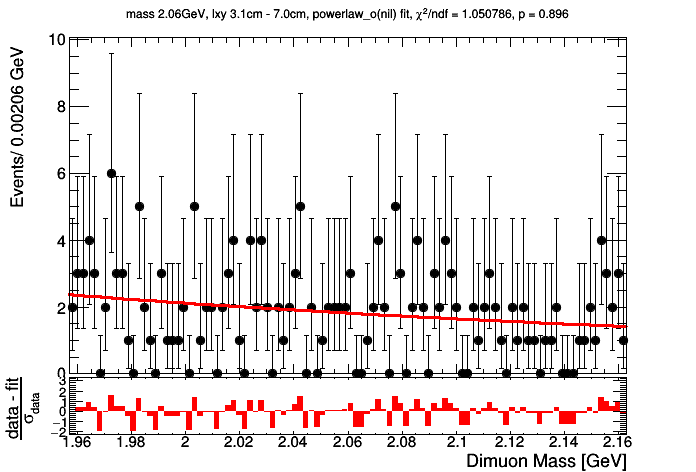 mass 2.06GeV, lxy 3.1cm - 7.0cm, powerlaw_o(nil) fit, χ²/ndf = 1.050786, p = 0.896
Events/ 0.00206 GeV
10
8
6
4
2
0
data - fit
σdata
3
2
1
0
−1
−2
1.96 1.98 2 2.02 2.04 2.06 2.08 2.1 2.12 2.14 2.16
Dimuon Mass [GeV]